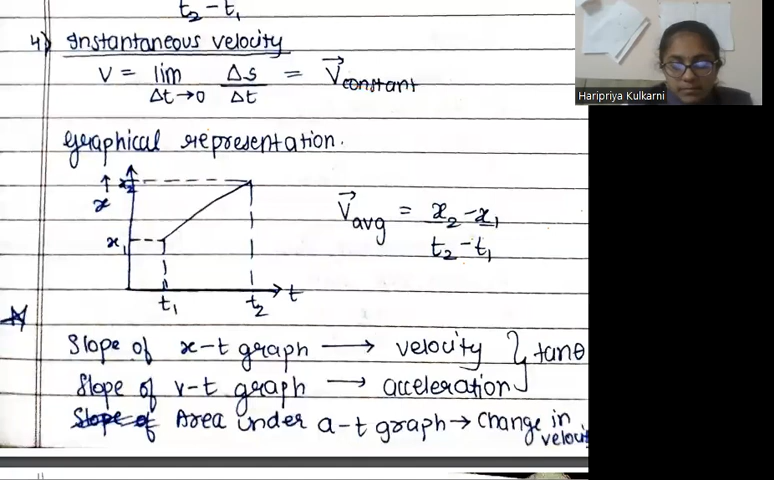 t₂ – t₁
4) Instantaneous velocity
V = lim Δs = V⃗constant
Δt→0 Δt
Graphical representation.
↑ x₂
x
x₁
t₁ t₂ t
V⃗avg = x₂ – x₁
t₂ – t₁
Slope of x–t graph → velocity } tanθ
Slope of v–t graph → acceleration
Slope of Area under a–t graph → change in
Haripriya Kulkarni